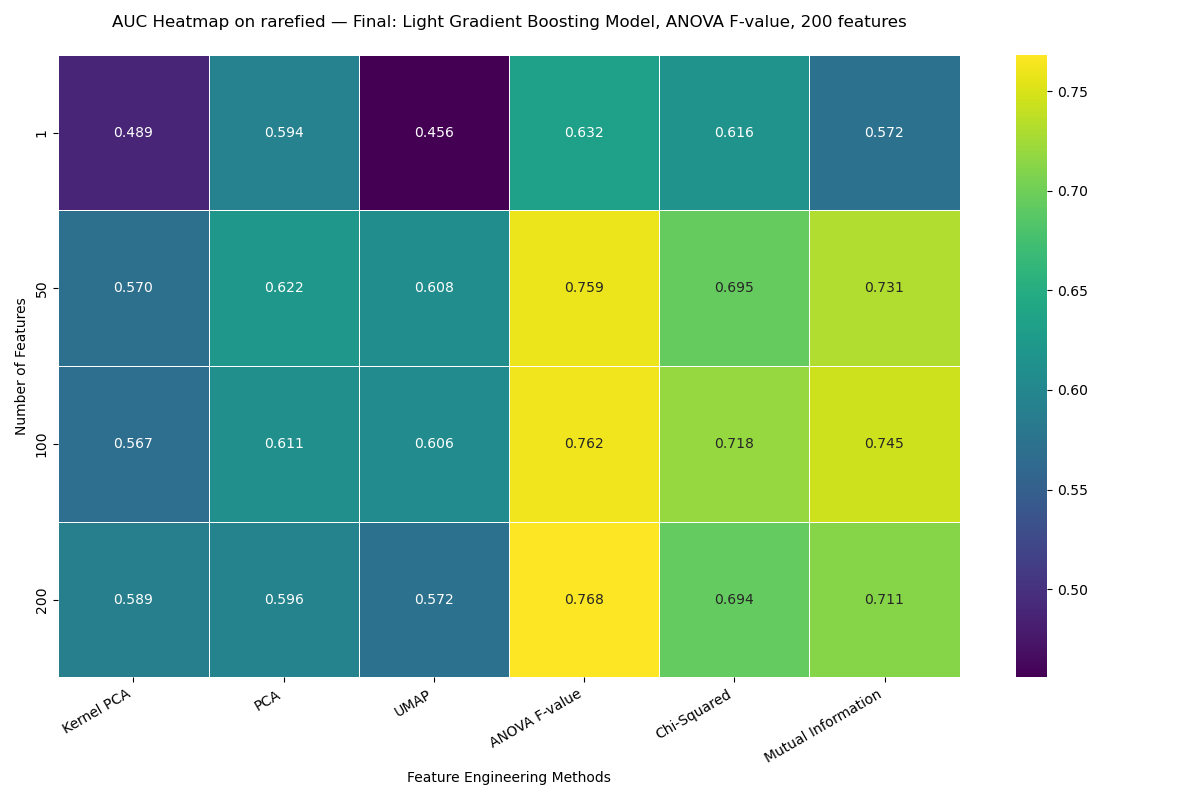 AUC Heatmap on rarefied — Final: Light Gradient Boosting Model, ANOVA F-value, 200 features
Number of Features
1
0.489 0.594 0.456 0.632 0.616 0.572
50
0.570 0.622 0.608 0.759 0.695 0.731
100
0.567 0.611 0.606 0.762 0.718 0.745
200
0.589 0.596 0.572 0.768 0.694 0.711
Kernel PCA
PCA
UMAP
ANOVA F-value
Chi-Squared
Mutual Information
Feature Engineering Methods
0.75
0.70
0.65
0.60
0.55
0.50